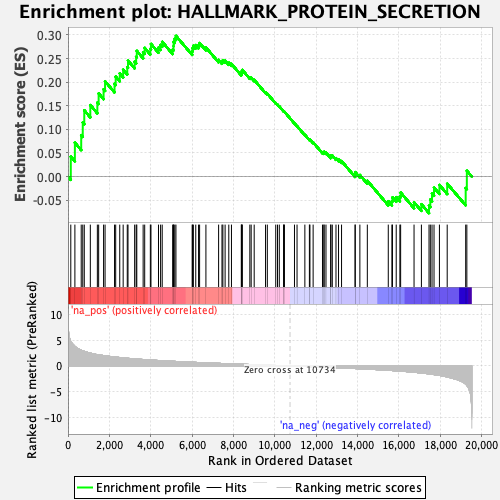 Enrichment plot: HALLMARK_PROTEIN_SECRETION
Enrichment score (ES)
0.30
0.25
0.20
0.15
0.10
0.05
0.00
-0.05
'na_pos' (positively correlated)
Ranked list metric (PreRanked)
10
5
0
-5
-10
Zero cross at 10734
'na_neg' (negatively correlated)
0 2,000 4,000 6,000 8,000 10,000 12,000 14,000 16,000 18,000 20,000
Rank in Ordered Dataset
Enrichment profile Hits Ranking metric scores